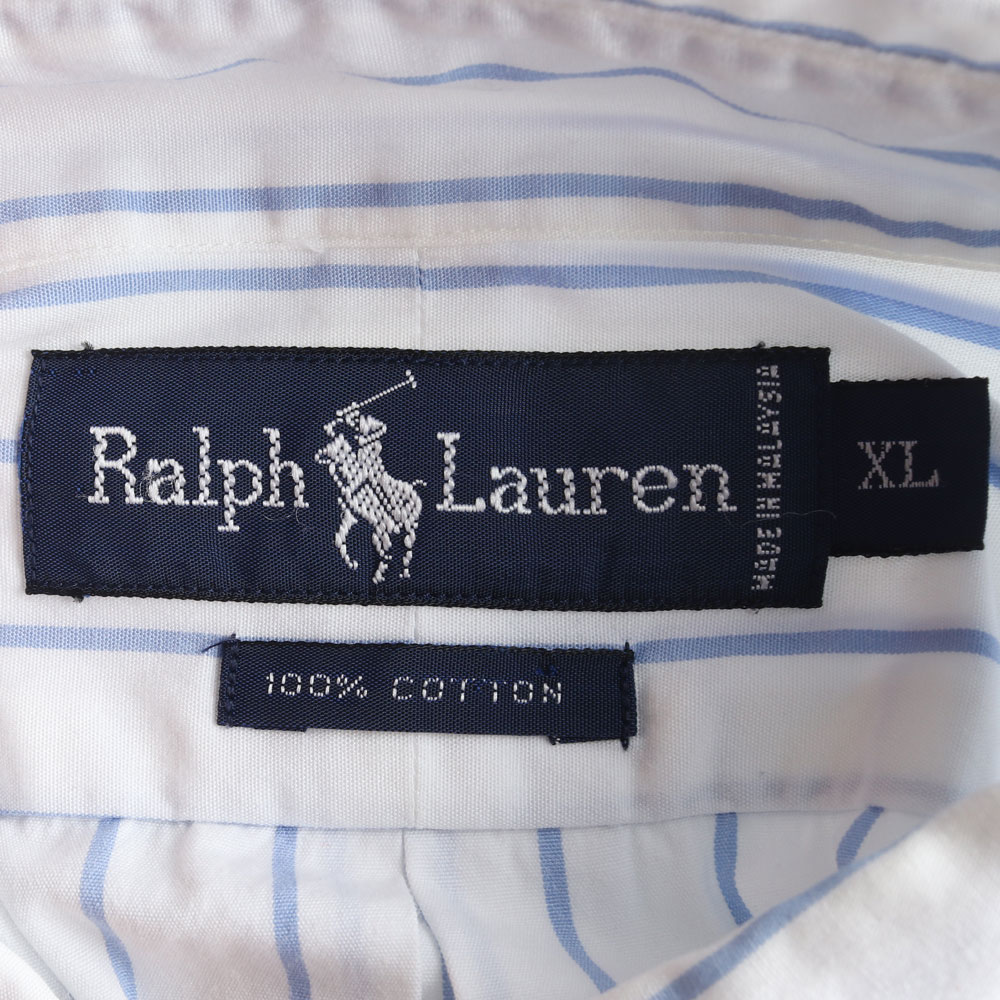 Ralph Lauren
MADE IN MALAYSIA
XL
100% COTTON